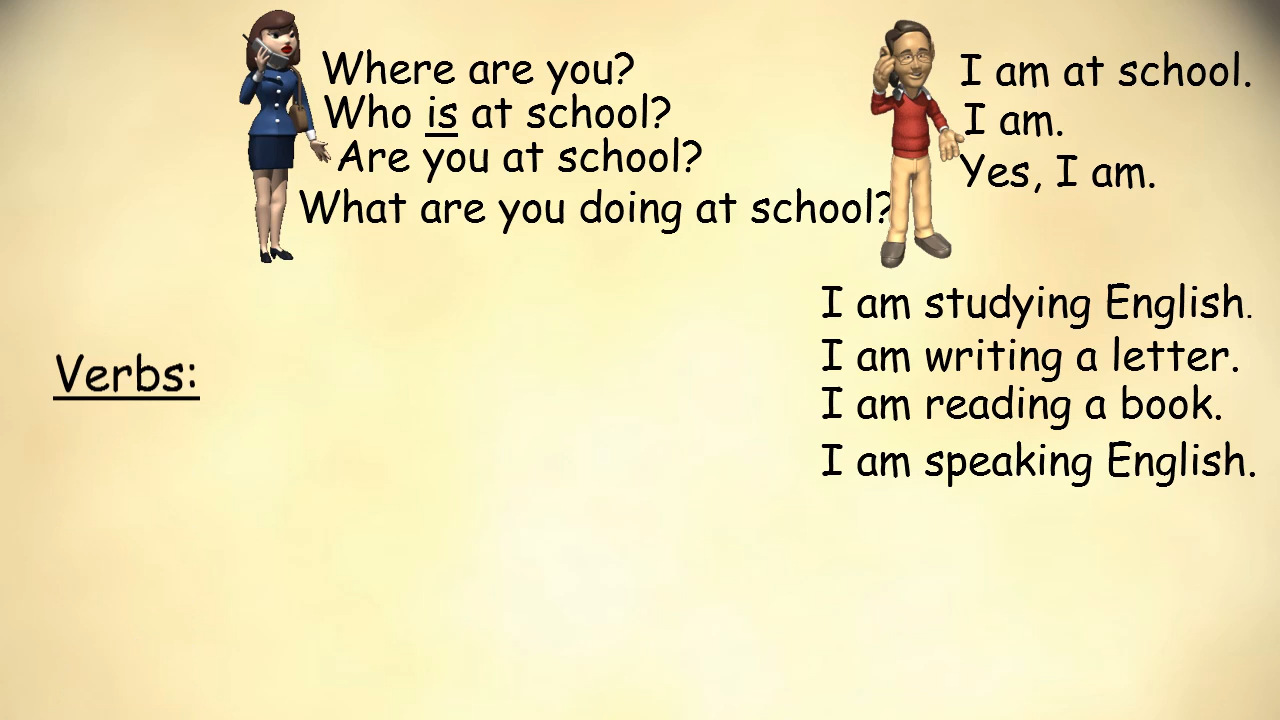 Where are you?
Who is at school?
Are you at school?
What are you doing at school?
I am at school.
I am.
Yes, I am.
I am studying English.
I am writing a letter.
I am reading a book.
I am speaking English.
Verbs: